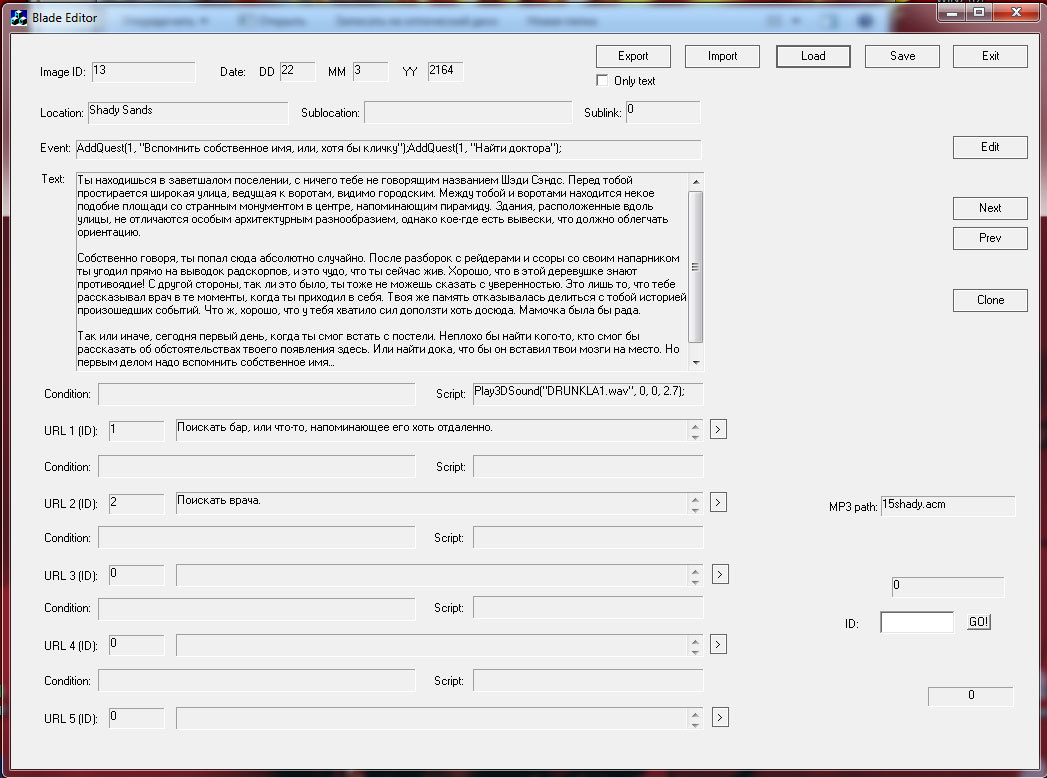 Blade Editor
Export Import Load Save Exit
Image ID: 13 Date: DD 22 MM 3 YY 2164
Only text
Location: Shady Sands Sublocation: Sublink: 0
Event: AddQuest(1, "Вспомнить собственное имя, или, хотя бы кличку");AddQuest(1, "Найти доктора");
Edit
Text: Ты находишься в заветшалом поселении, с ничего тебе не говорящим названием Шэди Сэндс. Перед тобой
простирается широкая улица, ведущая к воротам, видимо городским. Между тобой и воротами находится некое
подобие площади со странным монументом в центре, напоминающим пирамиду. Здания, расположенные вдоль
улицы, не отличаются особым архитектурным разнообразием, однако кое-где есть вывески, что должно облегчать
ориентацию.
Next
Prev
Собственно говоря, ты попал сюда абсолютно случайно. После разборок с рейдерами и ссоры со своим напарником
ты угодил прямо на выводок радскорпов, и это чудо, что ты сейчас жив. Хорошо, что в этой деревушке знают
противоядие! С другой стороны, так ли это было, ты тоже не можешь сказать с уверенностью. Это лишь то, что тебе
рассказывал врач в те моменты, когда ты приходил в себя. Твоя же память отказывалась делиться с тобой историей
произошедших событий. Что ж, хорошо, что у тебя хватило сил доползти хоть досюда. Мамочка была бы рада.
Clone
Так или иначе, сегодня первый день, когда ты смог встать с постели. Неплохо бы найти кого-то, кто смог бы
рассказать об обстоятельствах твоего появления здесь. Или найти дока, что бы он вставил твои мозги на место. Но
первым делом надо вспомнить собственное имя...
Condition: Script: Play3DSound("DRUNKLA1.wav", 0, 0, 2.7);
URL 1 (ID): 1 Поискать бар, или что-то, напоминающее его хоть отдаленно. >
Condition: Script:
URL 2 (ID): 2 Поискать врача. >
MP3 path: 15shady.acm
Condition: Script:
URL 3 (ID): 0 >
0
Condition: Script:
ID: GO!
URL 4 (ID): 0 >
Condition: Script:
0
URL 5 (ID): 0 >